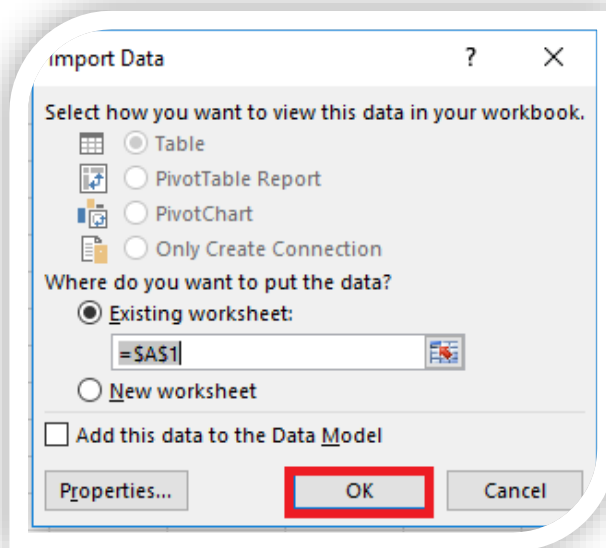 Import Data ?
Select how you want to view this data in your workbook.
Table
PivotTable Report
PivotChart
Only Create Connection
Where do you want to put the data?
Existing worksheet:
=$A$1
New worksheet
Add this data to the Data Model
Properties... OK Cancel